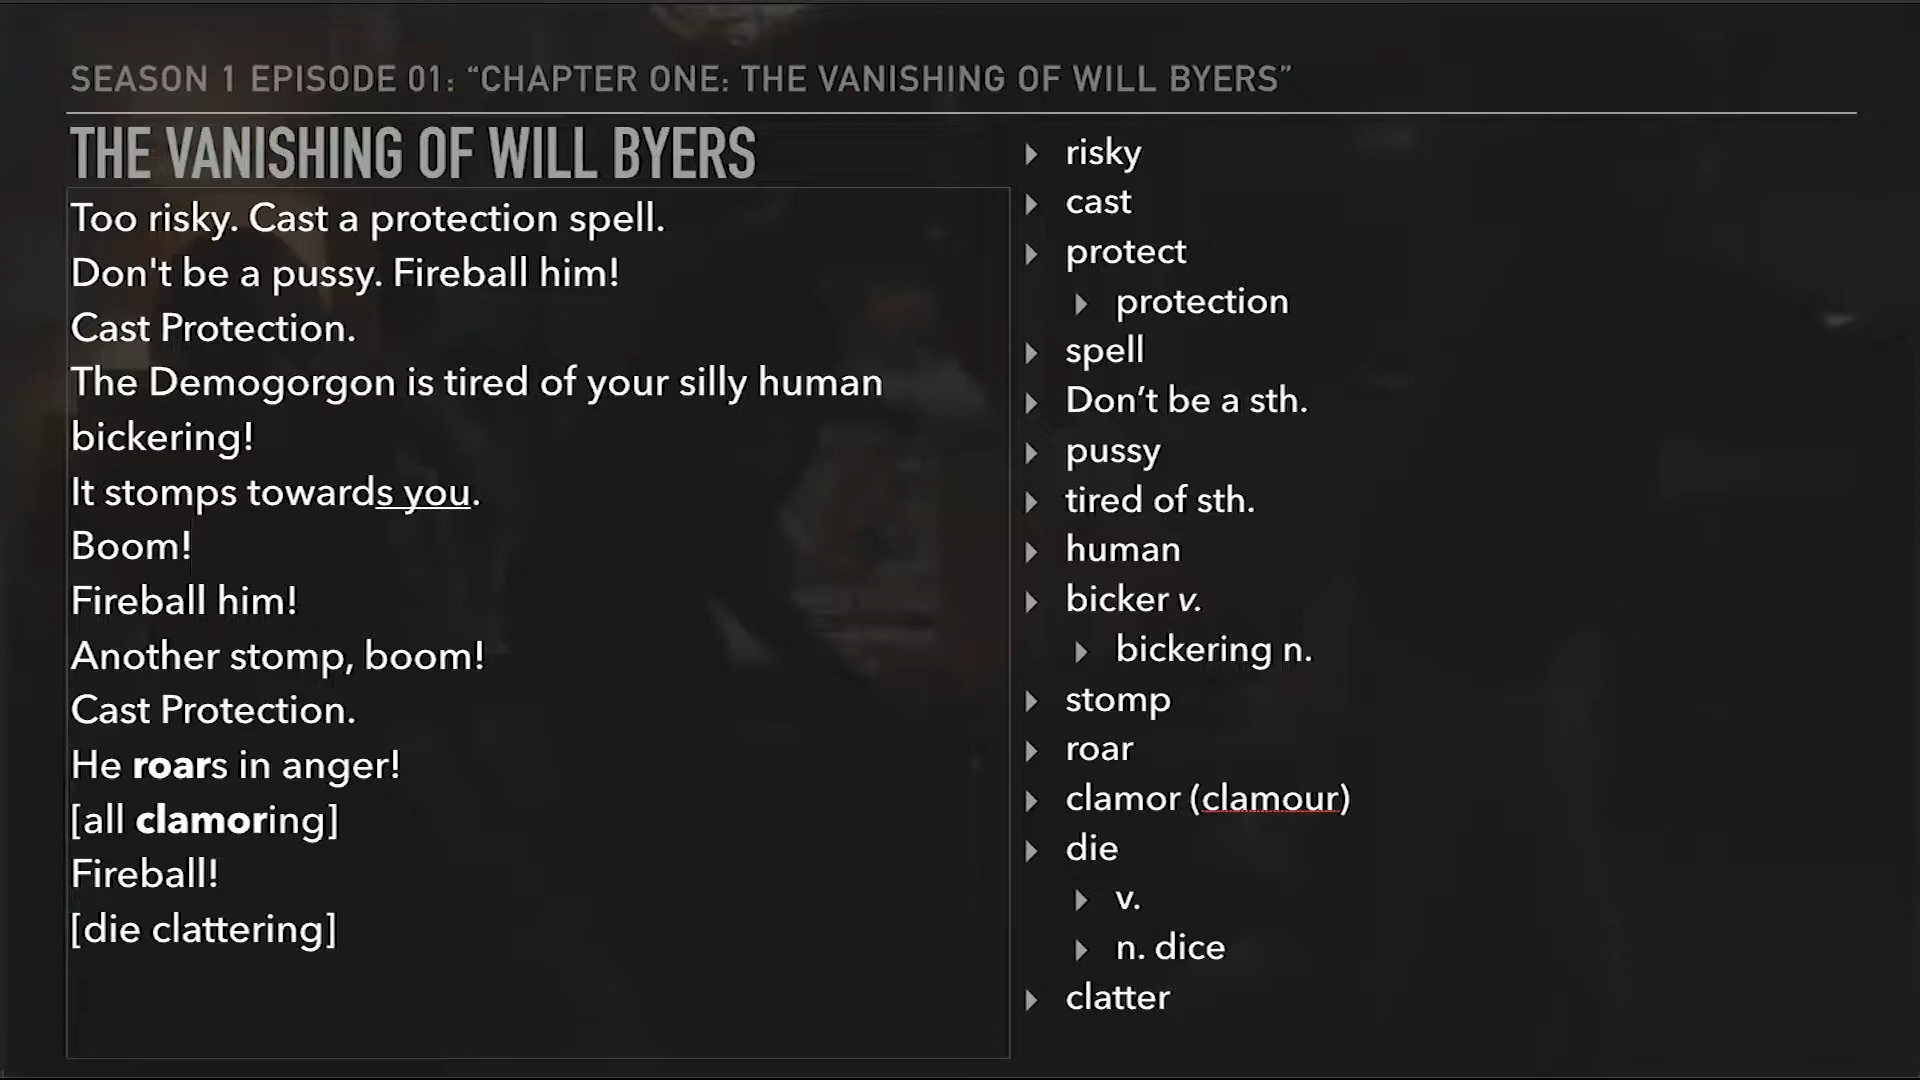 SEASON 1 EPISODE 01: “CHAPTER ONE: THE VANISHING OF WILL BYERS”
THE VANISHING OF WILL BYERS
Too risky. Cast a protection spell.
Don't be a pussy. Fireball him!
Cast Protection.
The Demogorgon is tired of your silly human
bickering!
It stomps towards you.
Boom!
Fireball him!
Another stomp, boom!
Cast Protection.
He roars in anger!
[all clamoring]
Fireball!
[die clattering]
risky
cast
protect
protection
spell
Don’t be a sth.
pussy
tired of sth.
human
bicker v.
bickering n.
stomp
roar
clamor (clamour)
die
v.
n. dice
clatter